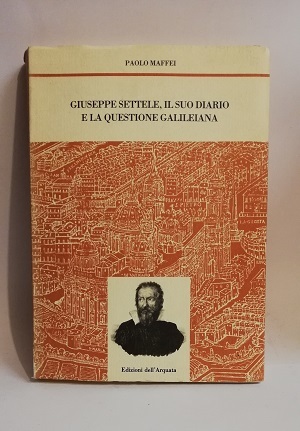 PAOLO MAFFEI
GIUSEPPE SETTELE, IL SUO DIARIO
E LA QUESTIONE GALILEIANA
Edizioni dell'Arquata